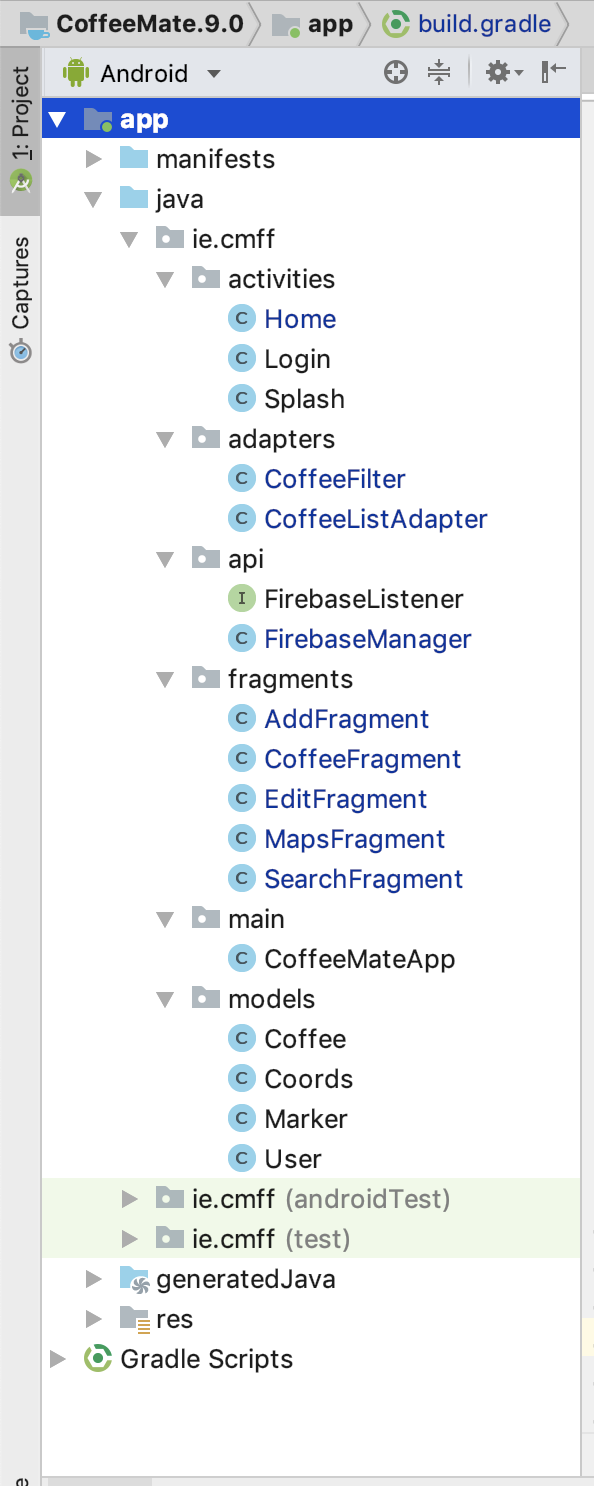 CoffeeMate.9.0 app build.gradle
1: Project
Captures
Android
app
manifests
java
ie.cmff
activities
C Home
C Login
C Splash
adapters
C CoffeeFilter
C CoffeeListAdapter
api
I FirebaseListener
C FirebaseManager
fragments
C AddFragment
C CoffeeFragment
C EditFragment
C MapsFragment
C SearchFragment
main
C CoffeeMateApp
models
C Coffee
C Coords
C Marker
C User
ie.cmff (androidTest)
ie.cmff (test)
generatedJava
res
Gradle Scripts